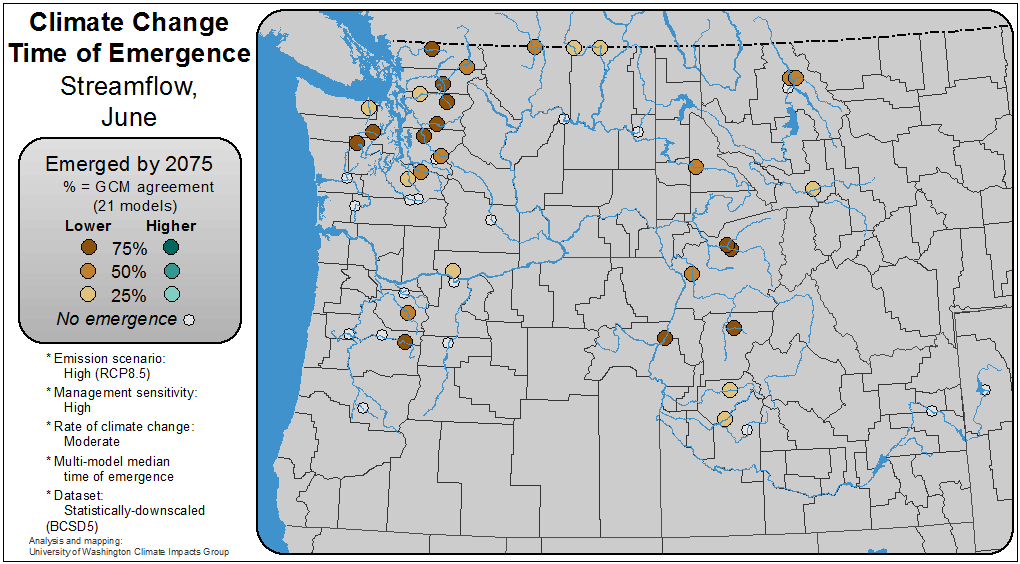 Climate Change
Time of Emergence
Streamflow,
June
Emerged by 2075
% = GCM agreement
(21 models)
Lower Higher
75%
50%
25%
No emergence
* Emission scenario:
High (RCP8.5)
* Management sensitivity:
High
* Rate of climate change:
Moderate
* Multi-model median
time of emergence
* Dataset:
Statistically-downscaled
(BCSD5)
Analysis and mapping:
University of Washington Climate Impacts Group